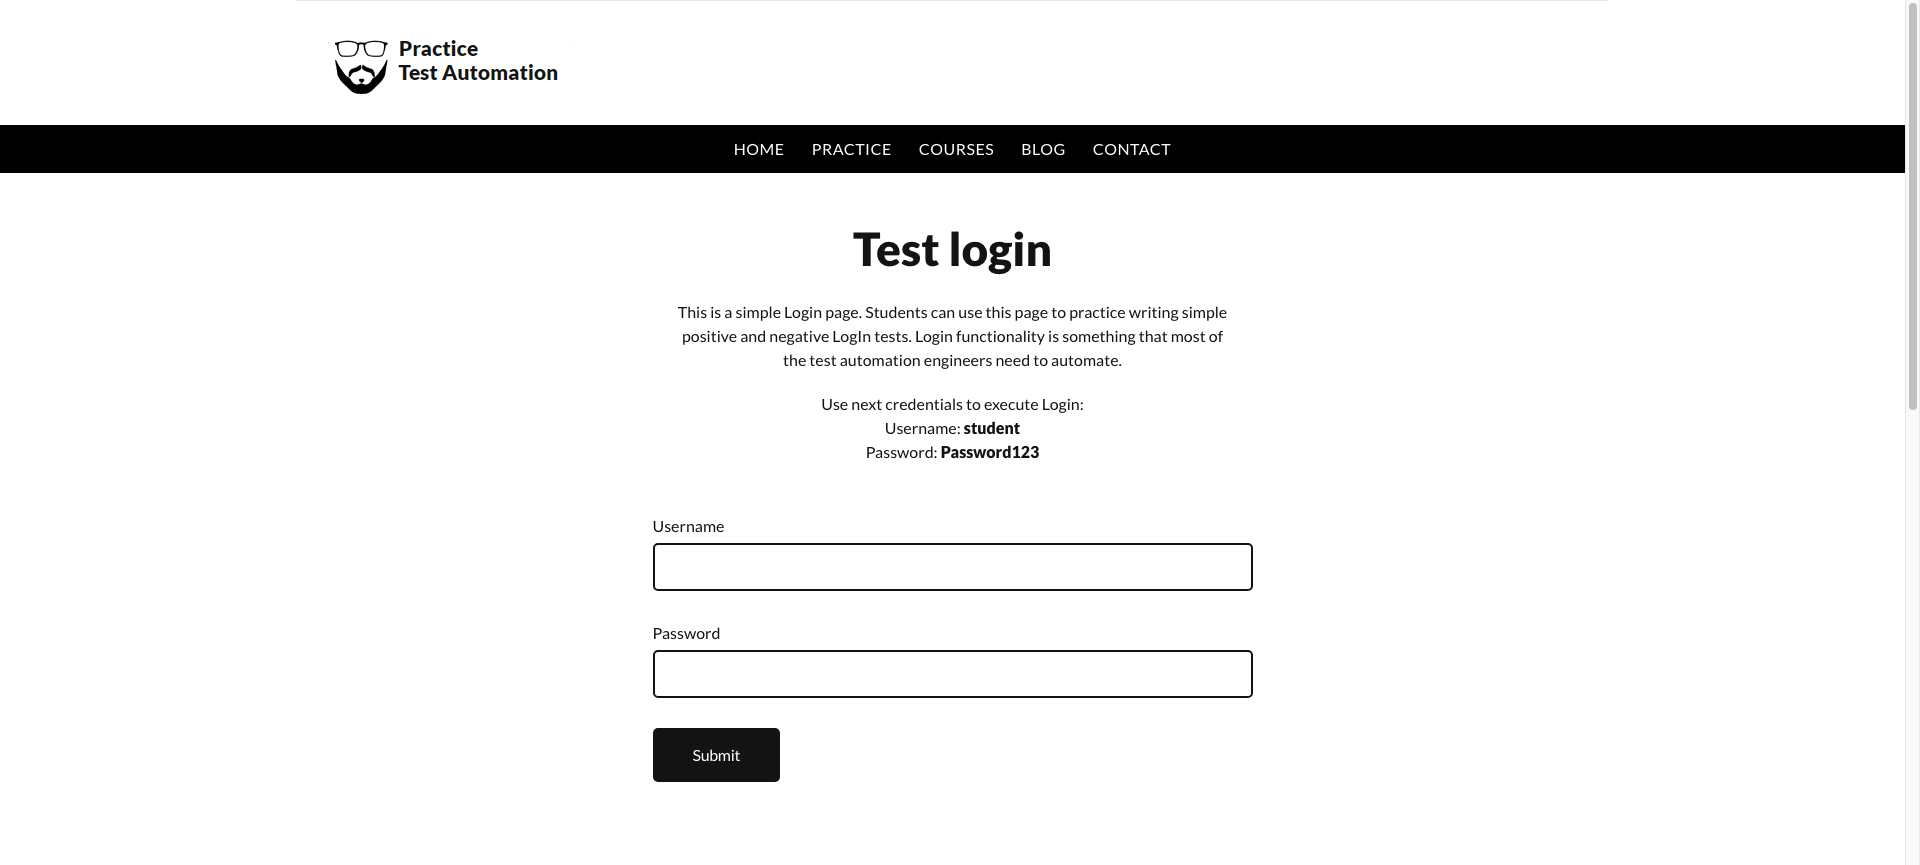 Practice
Test Automation
HOME PRACTICE COURSES BLOG CONTACT
Test login
This is a simple Login page. Students can use this page to practice writing simple
positive and negative LogIn tests. Login functionality is something that most of
the test automation engineers need to automate.
Use next credentials to execute Login:
Username: student
Password: Password123
Username
Password
Submit